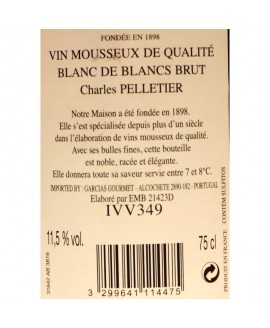 FONDÉE EN 1898
VIN MOUSSEUX DE QUALITÉ
BLANC DE BLANCS BRUT
Charles PELLETIER
Notre Maison a été fondée en 1898.
Elle s'est spécialisée depuis plus d'un siècle
dans l'élaboration de vins mousseux de qualité.
Avec ses bulles fines, cette bouteille
est noble, racée et élégante.
Elle donnera toute sa saveur servie entre 7 et 8°C.
IMPORTED BY : GARCIAS GOURMET - ALCOCHETE 2890-182 - PORTUGAL
Elaboré par EMB 21423D
IVV349
11,5 % vol.
75 cl
3 299641 114475
PRODUIT EN FRANCE
CONTÉM SULFITOS